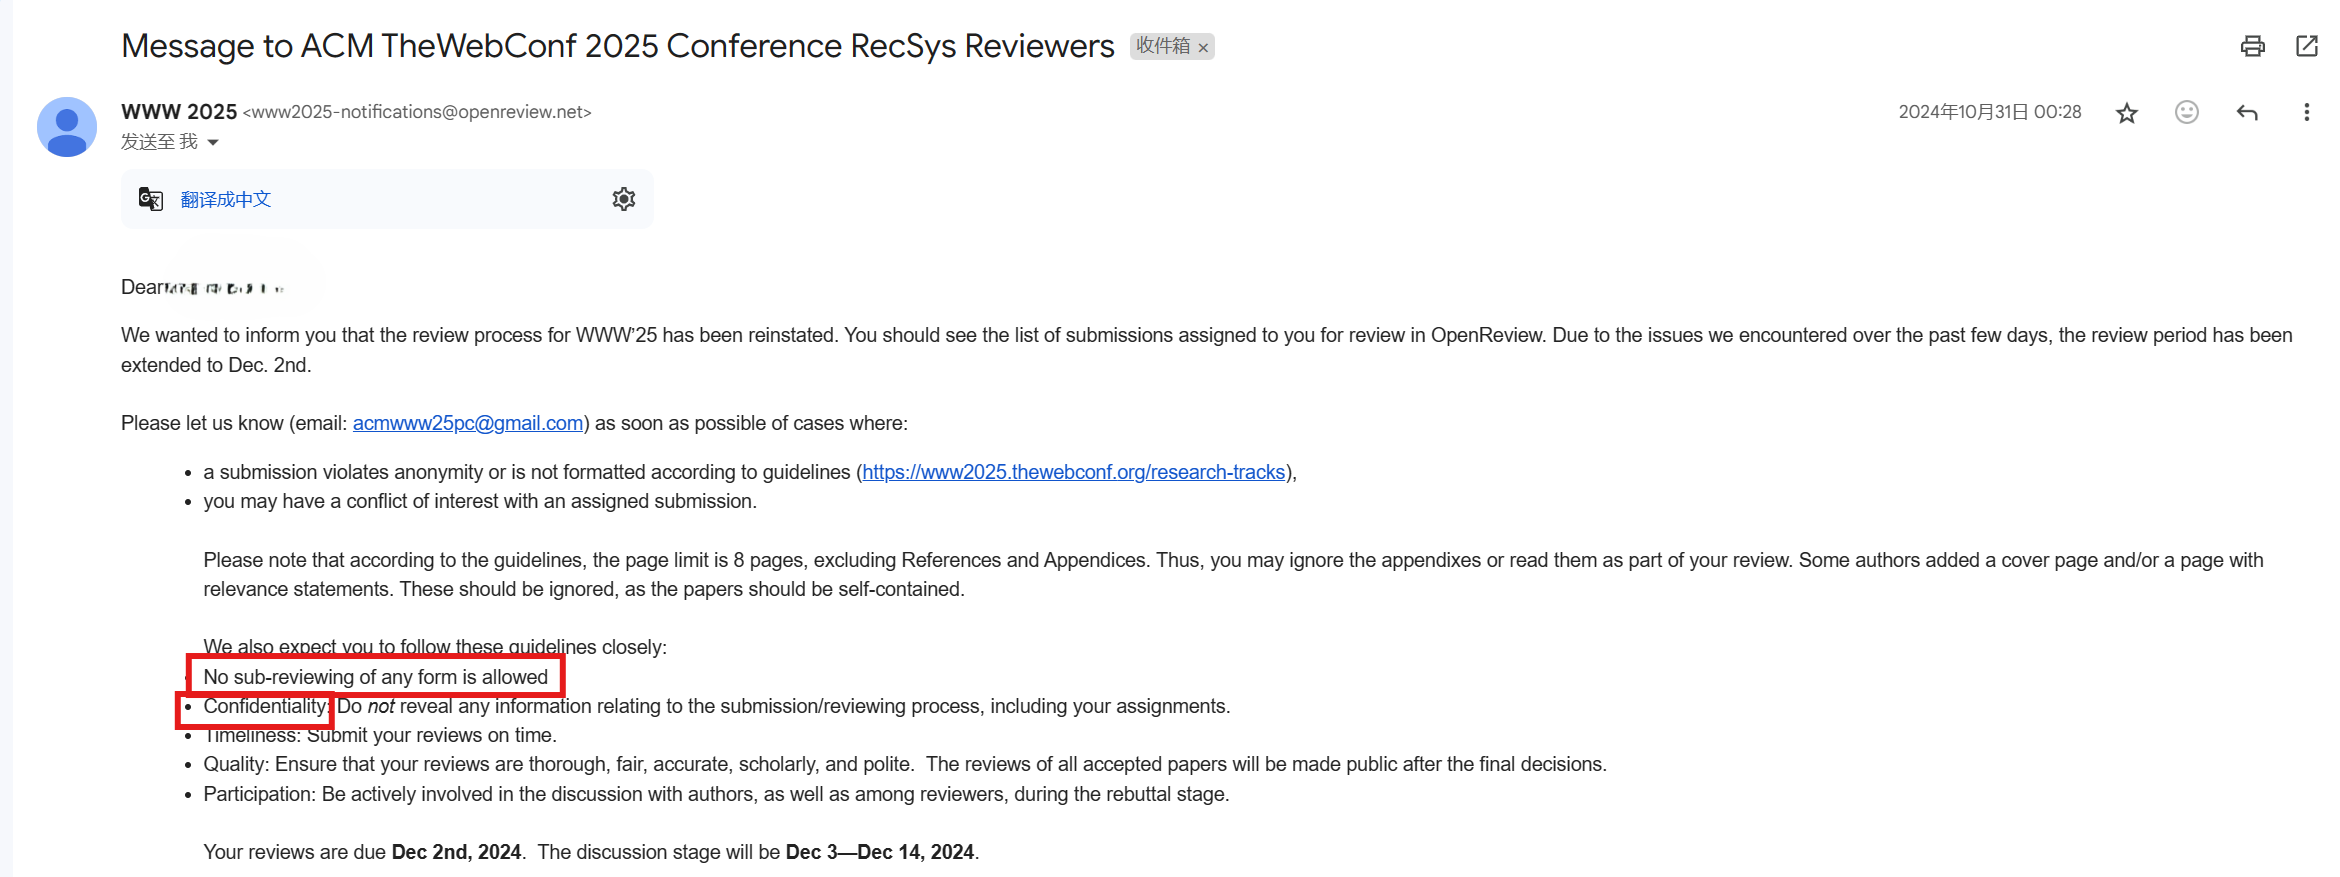 Message to ACM TheWebConf 2025 Conference RecSys Reviewers 收件箱 ×
WWW 2025 <www2025-notifications@openreview.net> 2024年10月31日 00:28
发送至 我
翻译成中文
Dear
We wanted to inform you that the review process for WWW'25 has been reinstated. You should see the list of submissions assigned to you for review in OpenReview. Due to the issues we encountered over the past few days, the review period has been
extended to Dec. 2nd.
Please let us know (email: acmwww25pc@gmail.com) as soon as possible of cases where:
• a submission violates anonymity or is not formatted according to guidelines (https://www2025.thewebconf.org/research-tracks),
• you may have a conflict of interest with an assigned submission.
Please note that according to the guidelines, the page limit is 8 pages, excluding References and Appendices. Thus, you may ignore the appendixes or read them as part of your review. Some authors added a cover page and/or a page with
relevance statements. These should be ignored, as the papers should be self-contained.
We also expect you to follow these guidelines closely:
• No sub-reviewing of any form is allowed
• Confidentiality: Do not reveal any information relating to the submission/reviewing process, including your assignments.
• Timeliness: Submit your reviews on time.
• Quality: Ensure that your reviews are thorough, fair, accurate, scholarly, and polite.  The reviews of all accepted papers will be made public after the final decisions.
• Participation: Be actively involved in the discussion with authors, as well as among reviewers, during the rebuttal stage.
Your reviews are due Dec 2nd, 2024.  The discussion stage will be Dec 3—Dec 14, 2024.